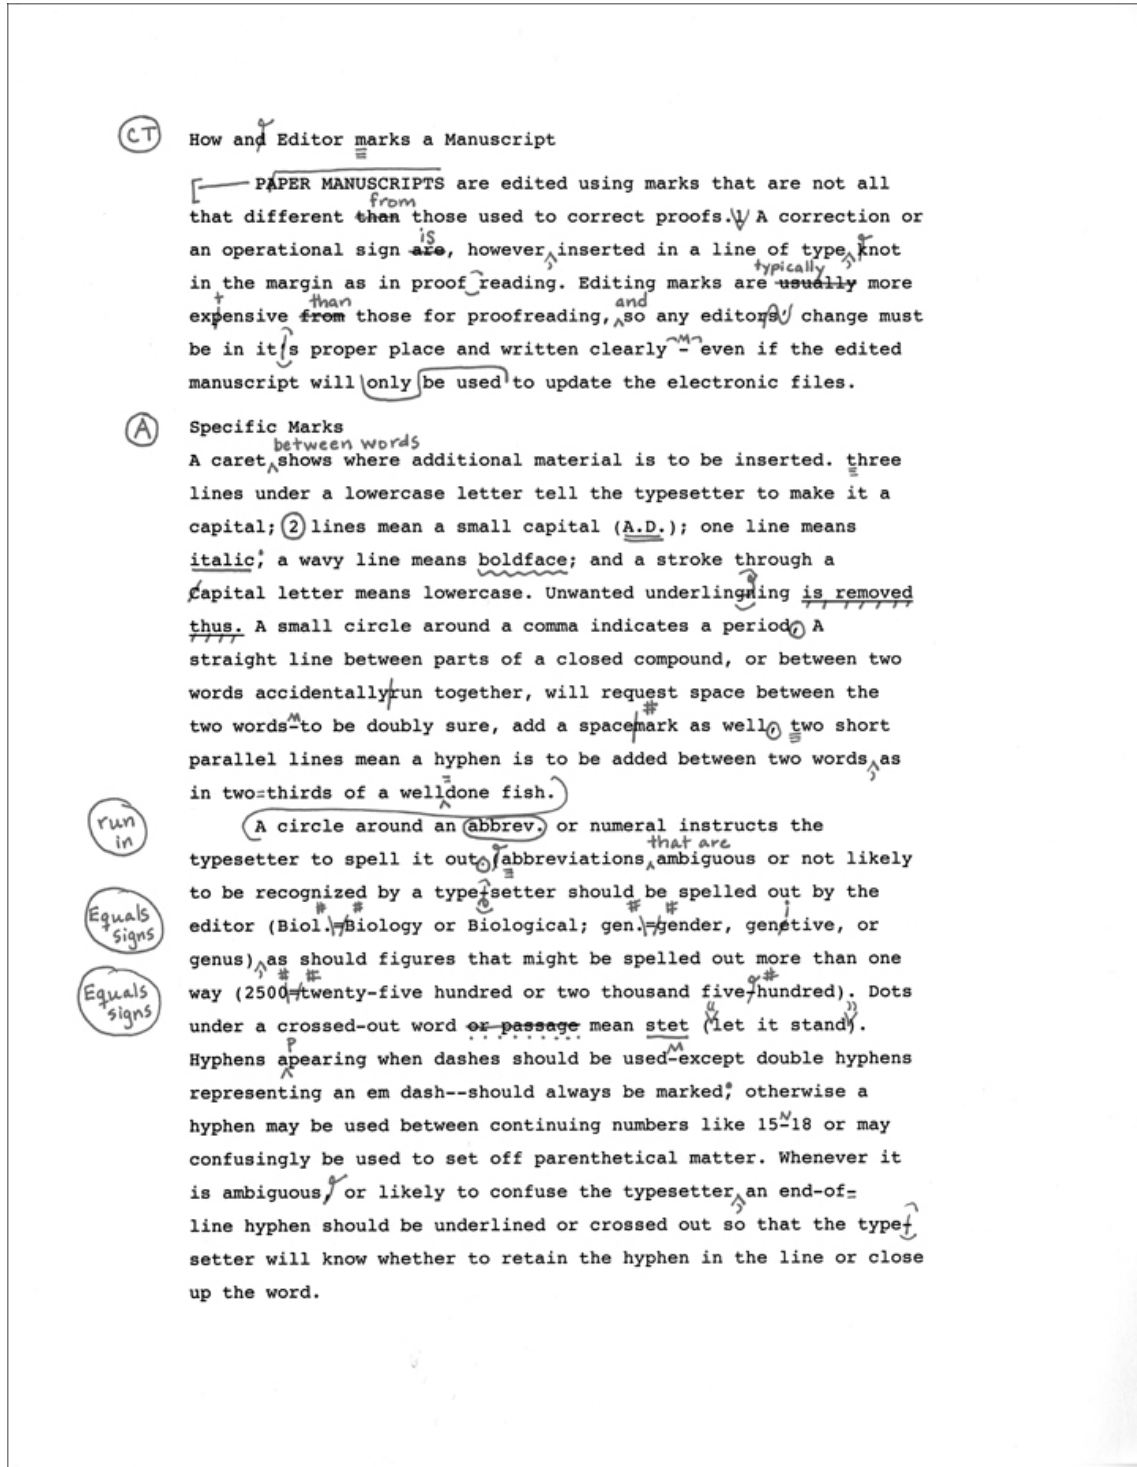 CT How and Editor marks a Manuscript
PAPER MANUSCRIPTS are edited using marks that are not all
from
that different than those used to correct proofs.1 A correction or
is
an operational sign are, however, inserted in a line of type, knot
typically
in the margin as in proof reading. Editing marks are usually more
t than and
expensive from those for proofreading, so any editors' change must
M
be in it's proper place and written clearly - even if the edited
manuscript will only be used to update the electronic files.
A Specific Marks
between words
A caret shows where additional material is to be inserted. three
lines under a lowercase letter tell the typesetter to make it a
capital; 2 lines mean a small capital (A.D.); one line means
italic; a wavy line means boldface; and a stroke through a
Capital letter means lowercase. Unwanted underlingning is removed
thus. A small circle around a comma indicates a period, A
straight line between parts of a closed compound, or between two
words accidentallyrun together, will request space between the
#
M
two words-to be doubly sure, add a spacemark as well, two short
parallel lines mean a hyphen is to be added between two words, as
=
in two=thirds of a welldone fish.
run in
A circle around an abbrev. or numeral instructs the
that are
typesetter to spell it out. abbreviations ambiguous or not likely
to be recognized by a type-setter should be spelled out by the
Equals signs
# # # # i
editor (Biol.=Biology or Biological; gen.=gender, genetive, or
genus), as should figures that might be spelled out more than one
Equals signs
# # #
way (2500=twenty-five hundred or two thousand five-hundred). Dots
under a crossed-out word or passage mean stet (“let it stand”).
p M
Hyphens apearing when dashes should be used-except double hyphens
representing an em dash--should always be marked; otherwise a
N
hyphen may be used between continuing numbers like 15-18 or may
confusingly be used to set off parenthetical matter. Whenever it
is ambiguous, or likely to confuse the typesetter, an end-of=
line hyphen should be underlined or crossed out so that the type-
setter will know whether to retain the hyphen in the line or close
up the word.